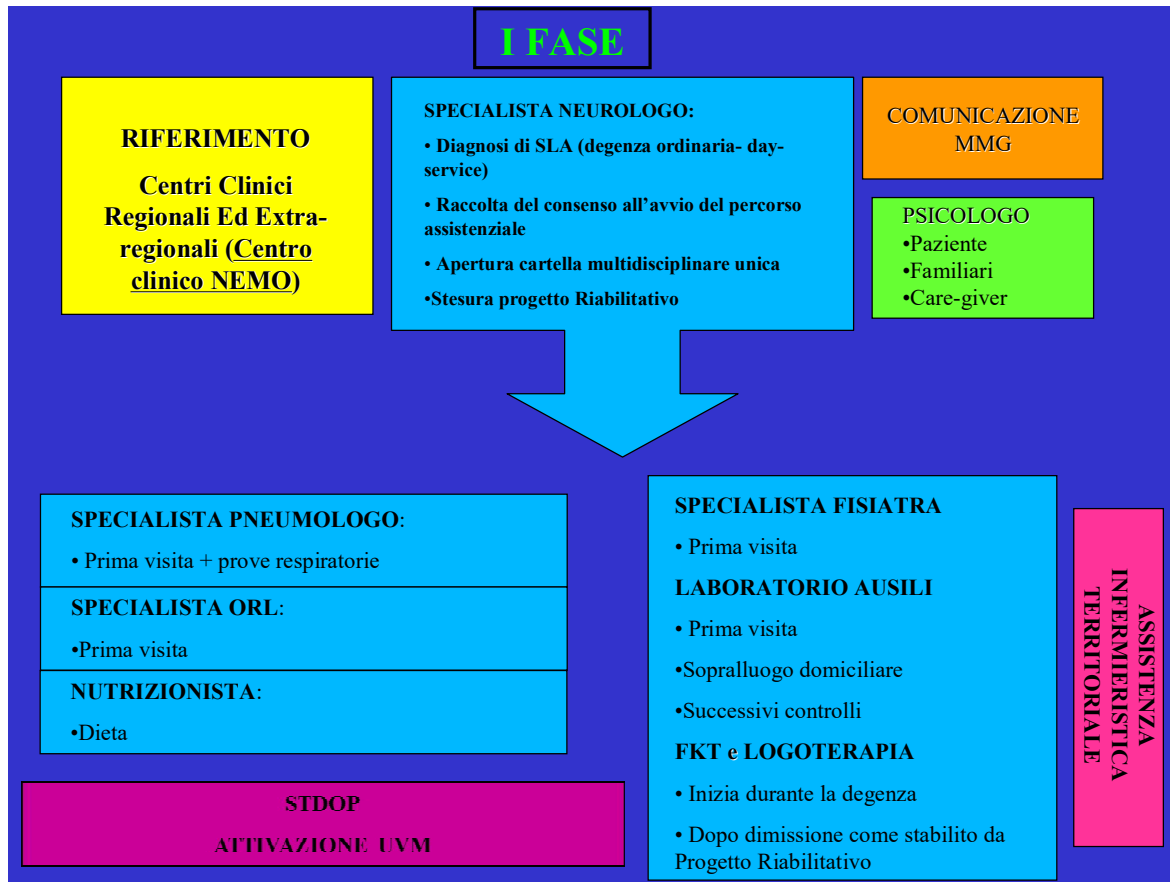 I FASE
RIFERIMENTO
Centri Clinici
Regionali Ed Extra-
regionali (Centro
clinico NEMO)
SPECIALISTA NEUROLOGO:
• Diagnosi di SLA (degenza ordinaria- day-
service)
• Raccolta del consenso all’avvio del percorso
assistenziale
• Apertura cartella multidisciplinare unica
•Stesura progetto Riabilitativo
COMUNICAZIONE
MMG
PSICOLOGO
•Paziente
•Familiari
•Care-giver
SPECIALISTA PNEUMOLOGO:
• Prima visita + prove respiratorie
SPECIALISTA ORL:
•Prima visita
NUTRIZIONISTA:
•Dieta
STDOP
ATTIVAZIONE UVM
SPECIALISTA FISIATRA
• Prima visita
LABORATORIO AUSILI
• Prima visita
•Sopralluogo domiciliare
•Successivi controlli
FKT e LOGOTERAPIA
• Inizia durante la degenza
• Dopo dimissione come stabilito da
Progetto Riabilitativo
ASSISTENZA
INFERMIERISTICA
TERRITORIALE